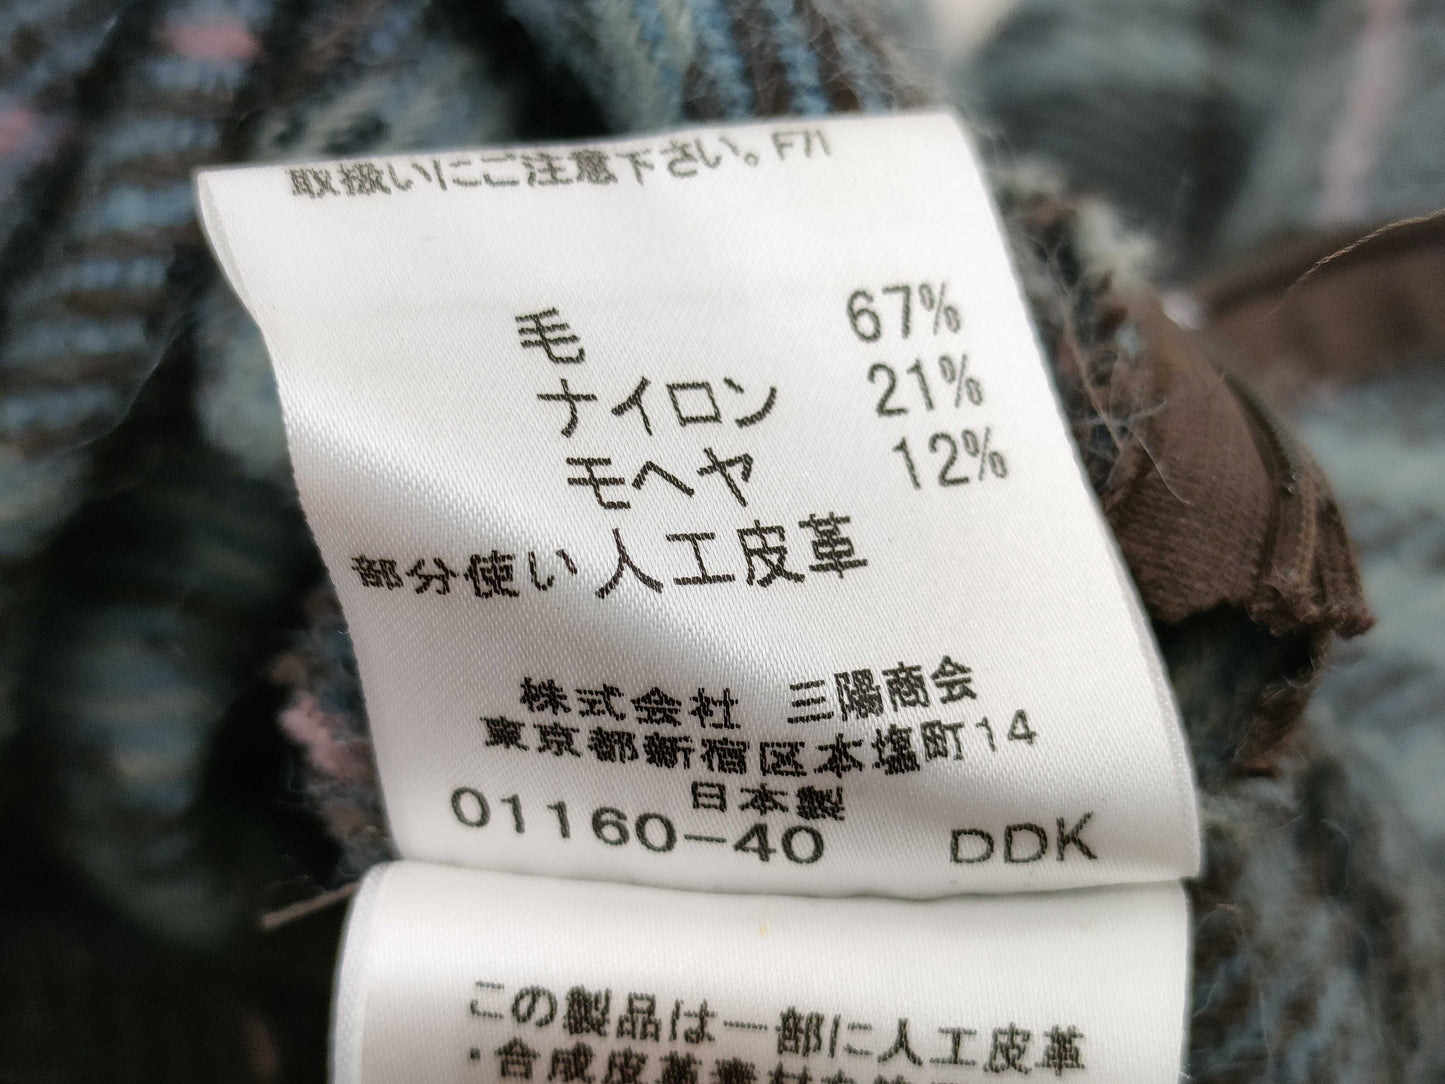 取扱いにご注意下さい。F71
毛 67%
ナイロン 21%
モヘヤ 12%
部分使い 人工皮革
株式会社 三陽商会
東京都新宿区本塩町14
日本製
01160-40 DDK
この製品は一部に人工皮革
・合成皮革素材を使